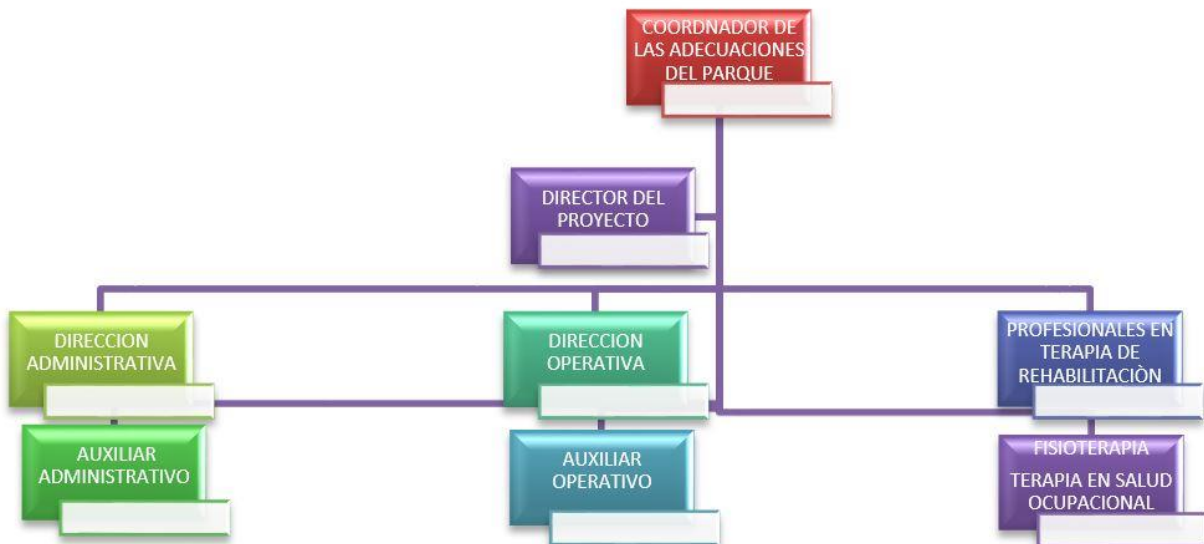 COORDNADOR DE
LAS ADECUACIONES
DEL PARQUE
DIRECTOR DEL
PROYECTO
DIRECCION
ADMINISTRATIVA
DIRECCION
OPERATIVA
PROFESIONALES EN
TERAPIA DE
REHABILITACIÒN
AUXILIAR
ADMINISTRATIVO
AUXILIAR
OPERATIVO
FISIOTERAPIA
TERAPIA EN SALUD
OCUPACIONAL